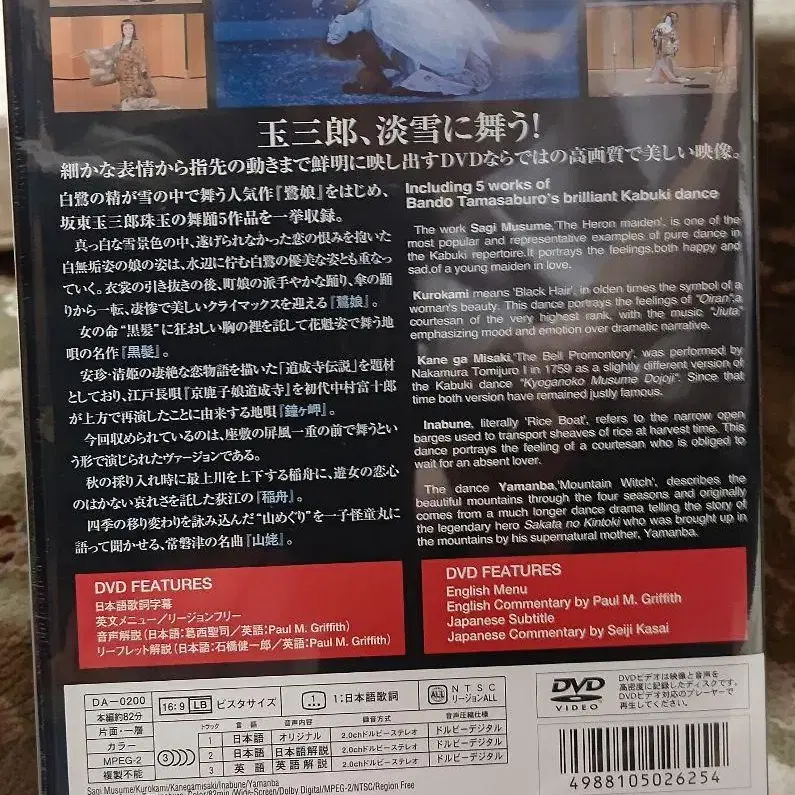 玉三郎、淡雪に舞う!
細かな表情から指先の動きまで鮮明に映し出すDVDならではの高画質で美しい映像。
白鷺の精が雪の中で舞う人気作『鷺娘』をはじめ、
坂東玉三郎珠玉の舞踊5作品を一挙収録。
真っ白な雪景色の中、遂げられなかった恋の恨みを抱いた
白無垢姿の娘の姿は、水辺に佇む白鷺の優美な姿とも重なっ
ていく。衣裳の引き抜きの後、町娘の派手やかな踊り、傘の踊
りから一転、凄惨で美しいクライマックスを迎える『鷺娘』。
女の命“黒髪”に狂おしい胸の裡を託して花魁姿で舞う地
唄の名作『黒髪』。
安珍・清姫の凄絶な恋物語を描いた「道成寺伝説」を題材
としており、江戸長唄『京鹿子娘道成寺』を初代中村富十郎
が上方で再演したことに由来する地唄『鐘ヶ岬』。
今回収められているのは、座敷の屏風一重の前で舞うとい
う形で演じられたヴァージョンである。
秋の採り入れ時に最上川を上下する稲舟に、遊女の恋心
のはかない哀れさを託した荻江の『稲舟』。
四季の移り変わりを詠み込んだ“山めぐり”を一子怪童丸に
語って聞かせる、常磐津の名曲『山姥』。
Including 5 works of
Bando Tamasaburo's brilliant Kabuki dance
The work Sagi Musume,'The Heron maiden', is one of the
most popular and representative examples of pure dance in
the Kabuki repertoire.It portrays the feelings,both happy and
sad,of a young maiden in love.
Kurokami means 'Black Hair', in olden times the symbol of a
woman's beauty. This dance portrays the feelings of "Oiran",a
courtesan of the very highest rank, with the music "Jiuta"
emphasizing mood and emotion over dramatic narrative.
Kane ga Misaki,'The Bell Promontory', was performed by
Nakamura Tomijuro I in 1759 as a slightly different version of
the Kabuki dance "Kyoganoko Musume Dojoji". Since that
time both version have remained justly famous.
Inabune, literally 'Rice Boat', refers to the narrow open
barges used to transport sheaves of rice at harvest time. This
dance portrays the feeling of a courtesan who is obliged to
wait for an absent lover.
The dance Yamanba,'Mountain Witch', describes the
beautiful mountains through the four seasons and originally
comes from a much longer dance drama telling the story of
the legendary hero Sakata no Kintoki who was brought up in
the mountains by his supernatural mother, Yamanba.
DVD FEATURES
日本語歌詞字幕
英文メニュー/リージョンフリー
音声解説(日本語:葛西聖司/英語:Paul M. Griffith)
リーフレット解説(日本語:石橋健一郎/英語:Paul M. Griffith)
DVD FEATURES
English Menu
English Commentary by Paul M. Griffith
Japanese Subtitle
Japanese Commentary by Seiji Kasai
DA-0200
本編約82分
片面・一層
カラー
MPEG-2
複製不能
16:9 LB ビスタサイズ
1... 1:日本語歌詞
ALL NTSC リージョンALL
3
トラック 言語 音声内容 録音方式 音声圧縮仕様
1 日本語 オリジナル 2.0chドルビーステレオ ドルビーデジタル
2 日本語 日本語解説 2.0chドルビーステレオ ドルビーデジタル
3 英語 英語解説 2.0chドルビーステレオ ドルビーデジタル
DVD VIDEO
DVDビデオは映像と音声を
高密度に記録したディスクです。
DVDビデオ対応のプレーヤーで
再生してください。
4988105026254
Sagi Musume/Kurokami/Kanegamisaki/Inabune/Yamanba
Color/82min./Wide-Screen/Dolby Digital/MPEG-2/NTSC/Region Free